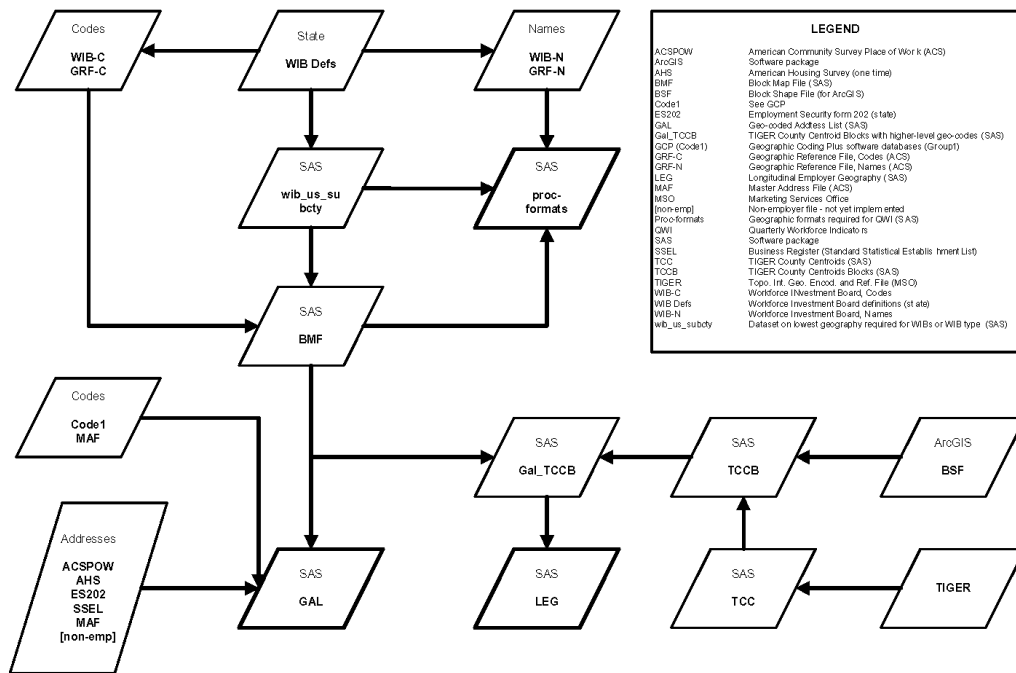 Codes
WIB-C
GRF-C
State
WIB Defs
Names
WIB-N
GRF-N
SAS
wib_us_su
bcty
SAS
proc-
formats
SAS
BMF
Codes
Code1
MAF
Addresses
ACSPOW
AHS
ES202
SSEL
MAF
[non-emp]
SAS
GAL
SAS
Gal_TCCB
SAS
LEG
SAS
TCCB
SAS
TCC
ArcGIS
BSF
TIGER
LEGEND
ACSPOW American Community Survey Place of Work (ACS)
ArcGIS Software package
AHS American Housing Survey (one time)
BMF Block Map File (SAS)
BSF Block Shape File (for ArcGIS)
Code1 See GCP
ES202 Employment Security form 202 (state)
GAL Geo-coded Address List (SAS)
Gal_TCCB TIGER County Centroid Blocks with higher-level geo-codes (SAS)
GCP (Code1) Geographic Coding Plus software databases (Group1)
GRF-C Geographic Reference File, Codes (ACS)
GRF-N Geographic Reference File, Names (ACS)
LEG Longitudinal Employer Geography (SAS)
MAF Master Address File (ACS)
MSO Marketing Services Office
[non-emp] Non-employer file - not yet implemented
Proc-formats Geographic formats required for QWI (SAS)
QWI Quarterly Workforce Indicators
SAS Software package
SSEL Business Register (Standard Statistical Establis hment List)
TCC TIGER County Centroids (SAS)
TCCB TIGER County Centroids Blocks (SAS)
TIGER Topo. Int. Geo. Encod. and Ref. File (MSO)
WIB-C Workforce INvestment Board, Codes
WIB Defs Workforce Investment Board definitions (state)
WIB-N Workforce Investment Board, Names
wib_us_subcty Dataset on lowest geography required for WIBs or WIB type (SAS)